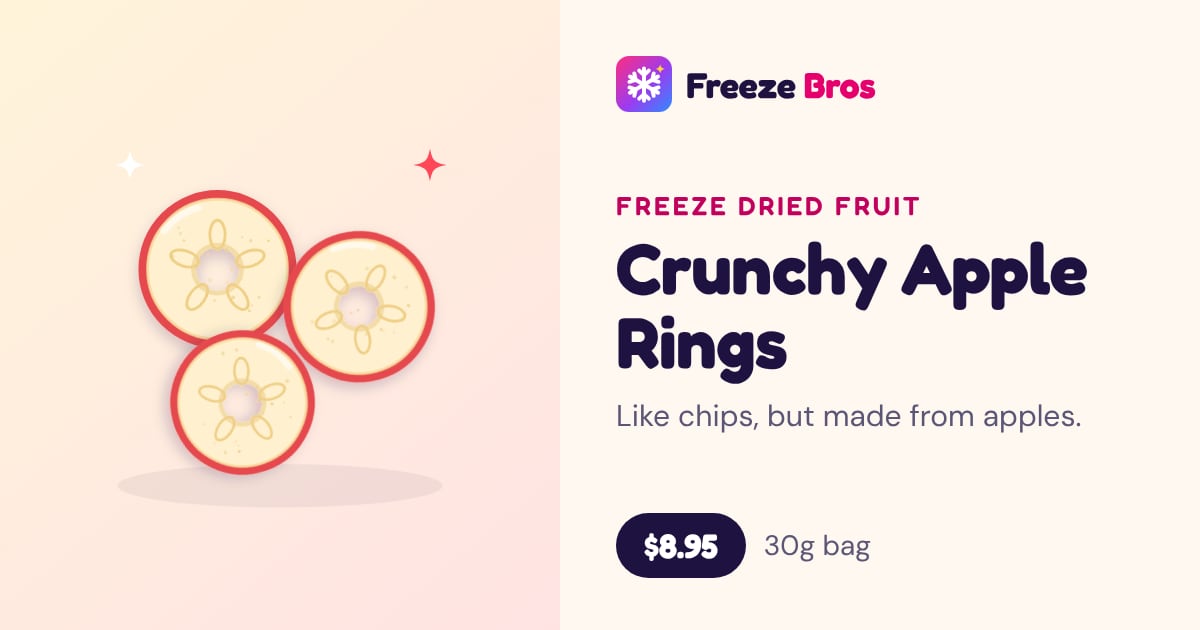 Freeze Bros
FREEZE DRIED FRUIT
Crunchy Apple
Rings
Like chips, but made from apples.
$8.95 30g bag